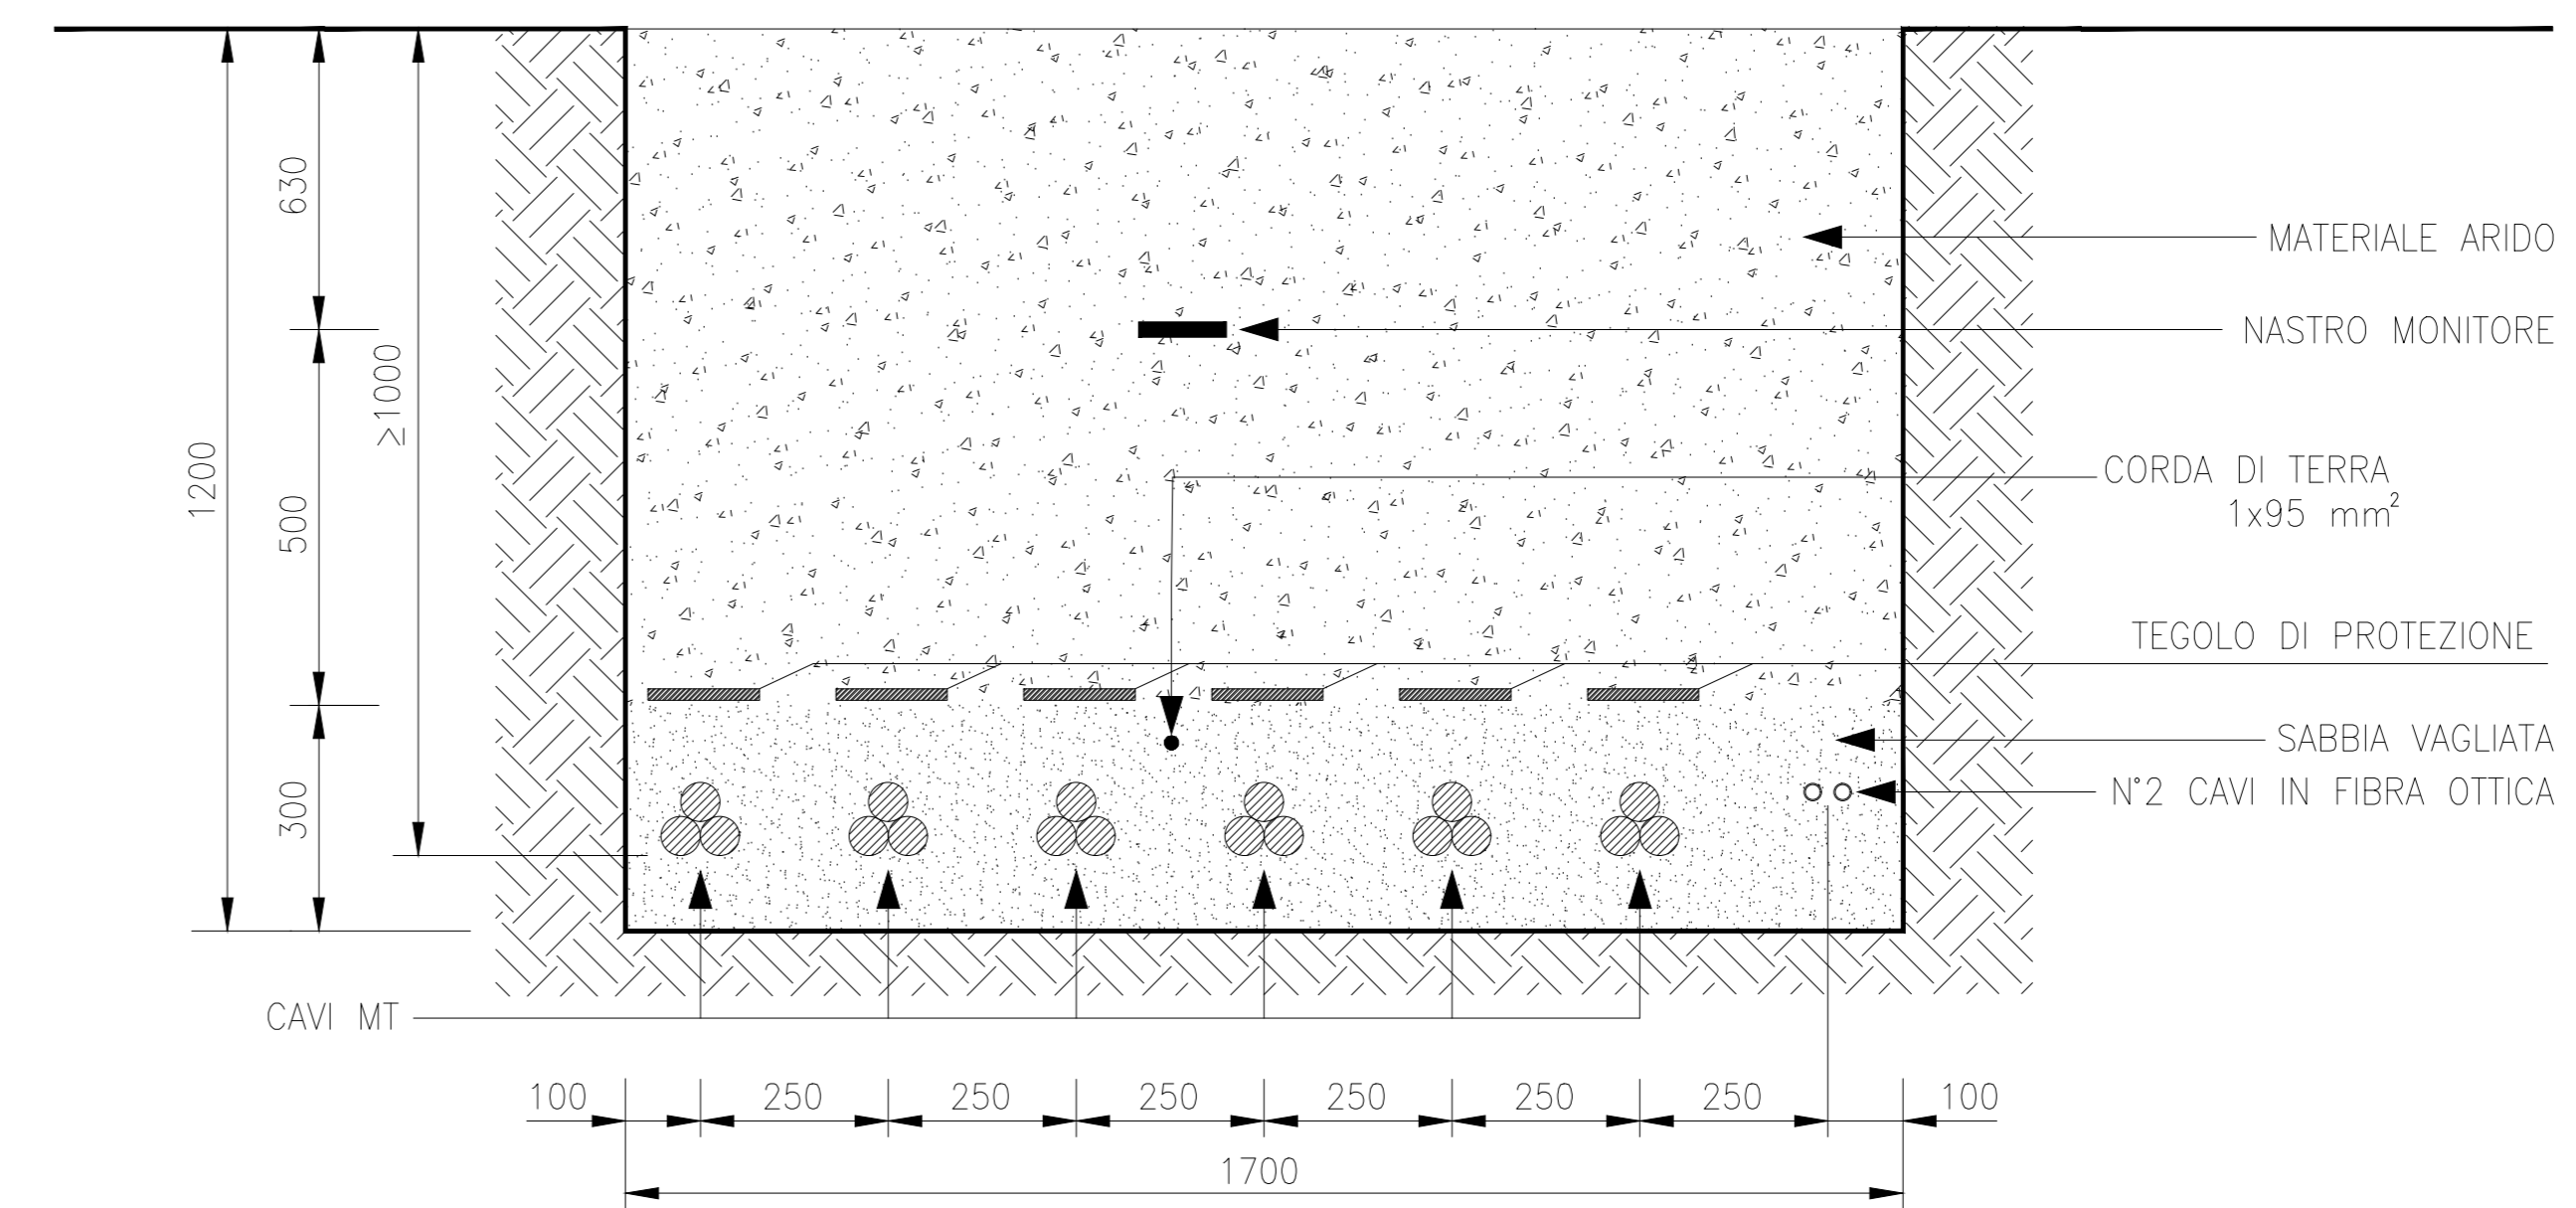 630
MATERIALE ARIDO
NASTRO MONITORE
≥1000
1200
500
CORDA DI TERRA
1x95 mm²
TEGOLO DI PROTEZIONE
SABBIA VAGLIATA
300
N°2 CAVI IN FIBRA OTTICA
CAVI MT
100 250 250 250 250 250 250 100
1700